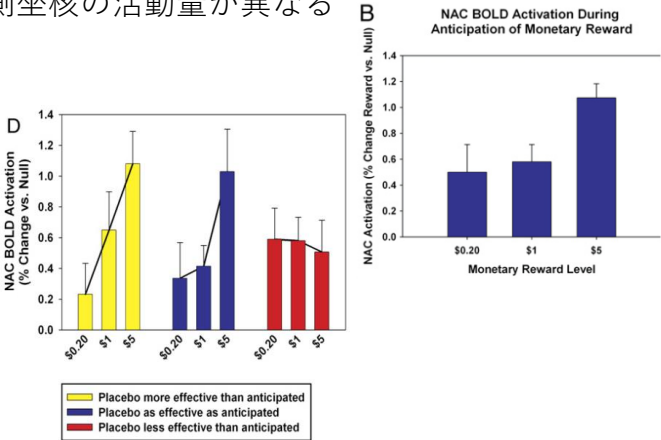 側坐核の活動量が異なる
B
NAC BOLD Activation During
Anticipation of Monetary Reward
NAC Activation (% Change Reward vs. Null)
1.4
1.2
1.0
0.8
0.6
0.4
0.2
0.0
$0.20
$1
$5
Monetary Reward Level
D
NAC BOLD Activation
(% Change vs. Null)
1.4
1.2
1.0
0.8
0.6
0.4
0.2
0.0
$0.20
$1
$5
$0.20
$1
$5
$0.20
$1
$5
Placebo more effective than anticipated
Placebo as effective as anticipated
Placebo less effective than anticipated